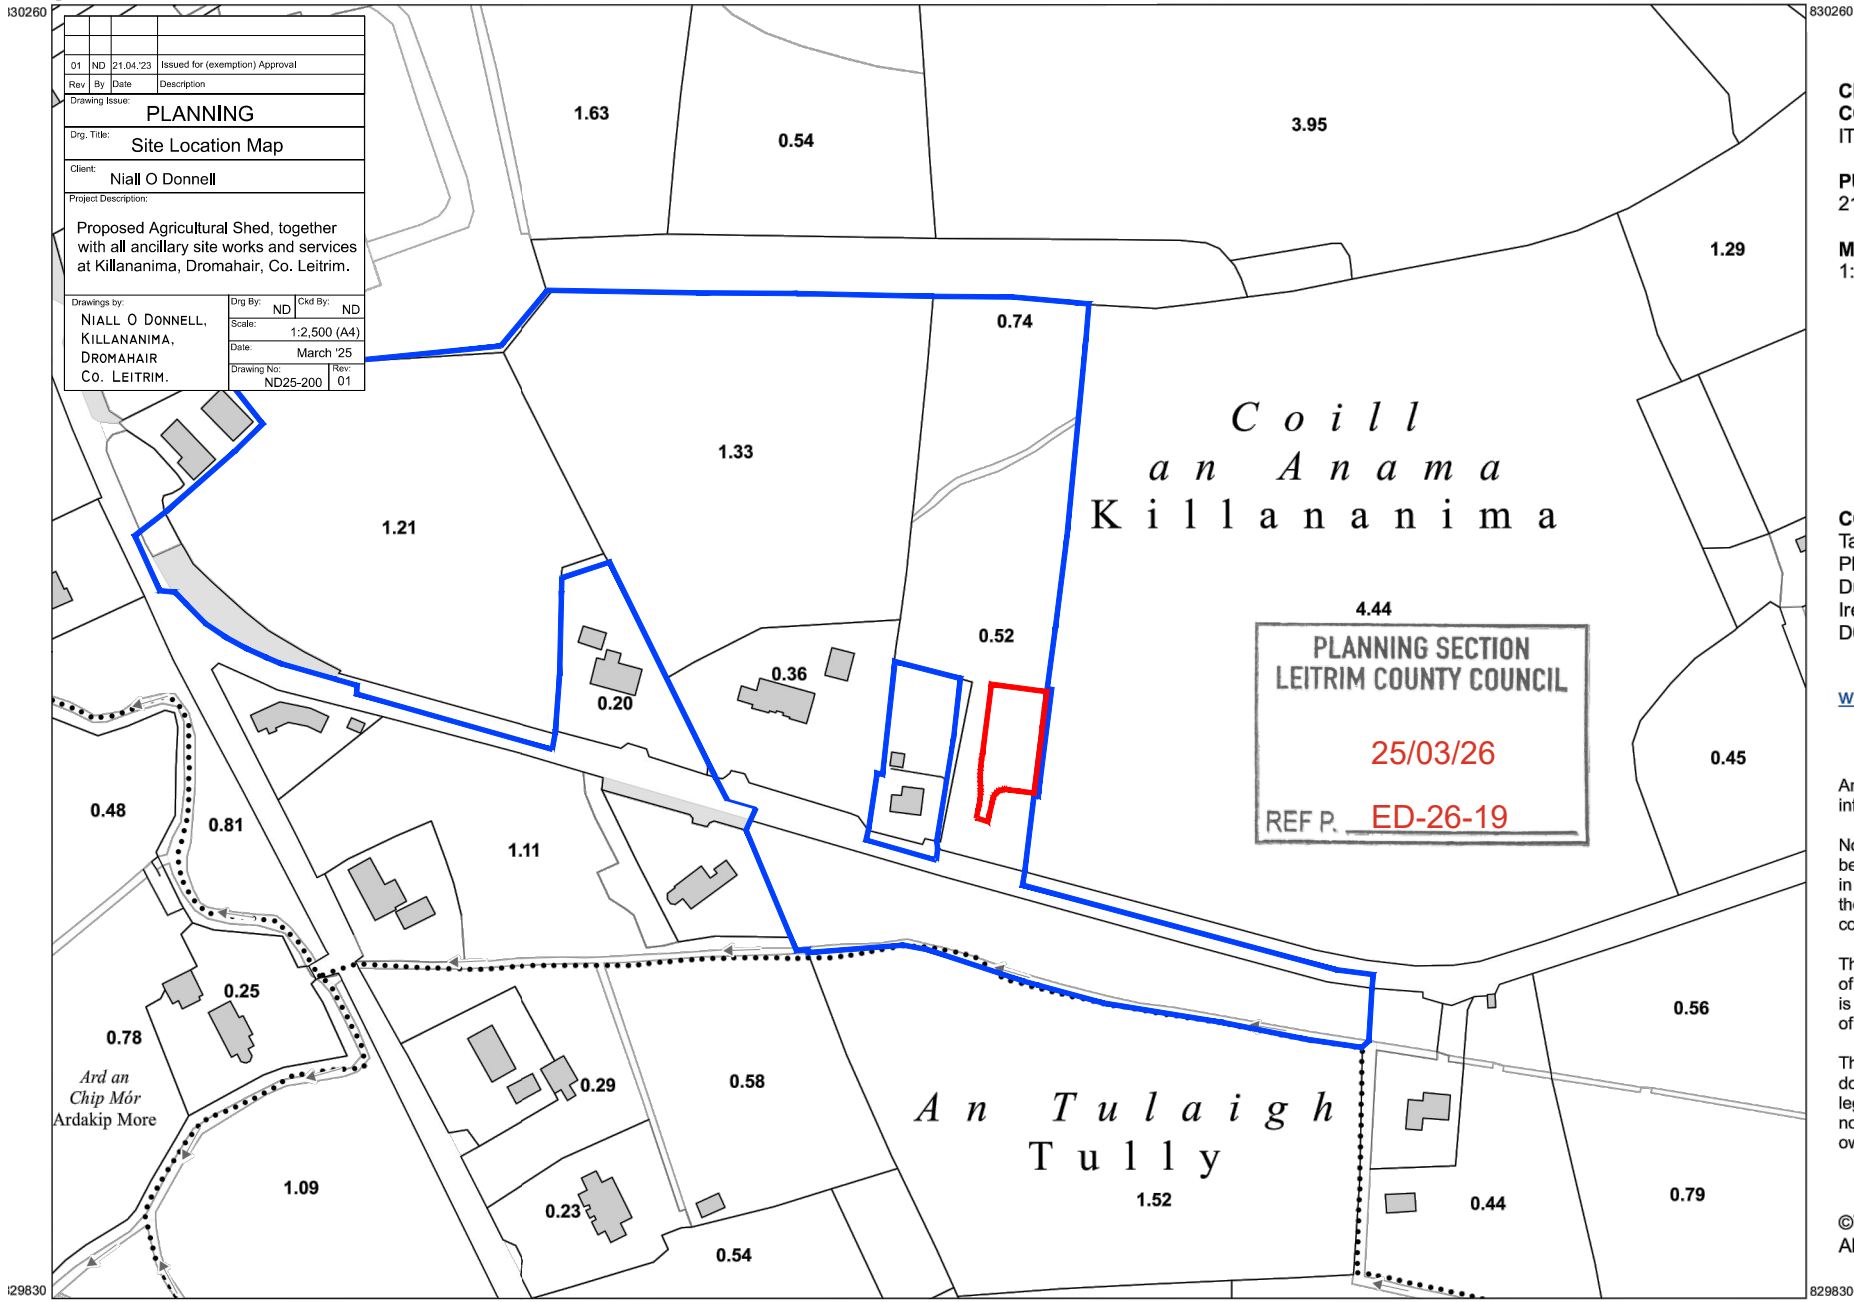 830260
830260
01 ND 21.04.'23 Issued for (exemption) Approval
Rev By Date Description
Drawing Issue:
PLANNING
Drg. Title:
Site Location Map
Client:
Niall O Donnell
Project Description:
Proposed Agricultural Shed, together
with all ancillary site works and services
at Killananima, Dromahair, Co. Leitrim.
Drawings by:
NIALL O DONNELL,
KILLANANIMA,
DROMAHAIR
CO. LEITRIM.
Drg By: ND
Ckd By: ND
Scale:
1:2,500 (A4)
Date:
March '25
Drawing No:
ND25-200
Rev:
01
1.63
0.54
3.95
1.29
0.74
1.33
1.21
Coill
an Anama
Killananima
4.44
0.52
0.36
0.20
PLANNING SECTION
LEITRIM COUNTY COUNCIL
25/03/26
REF P. ED-26-19
0.45
0.48
0.81
1.11
0.25
0.78
Ard an
Chip Mór
Ardakip More
0.29
0.58
An Tulaigh
Tully
1.52
0.56
0.44
0.79
1.09
0.23
0.54
829830
829830
1:
©